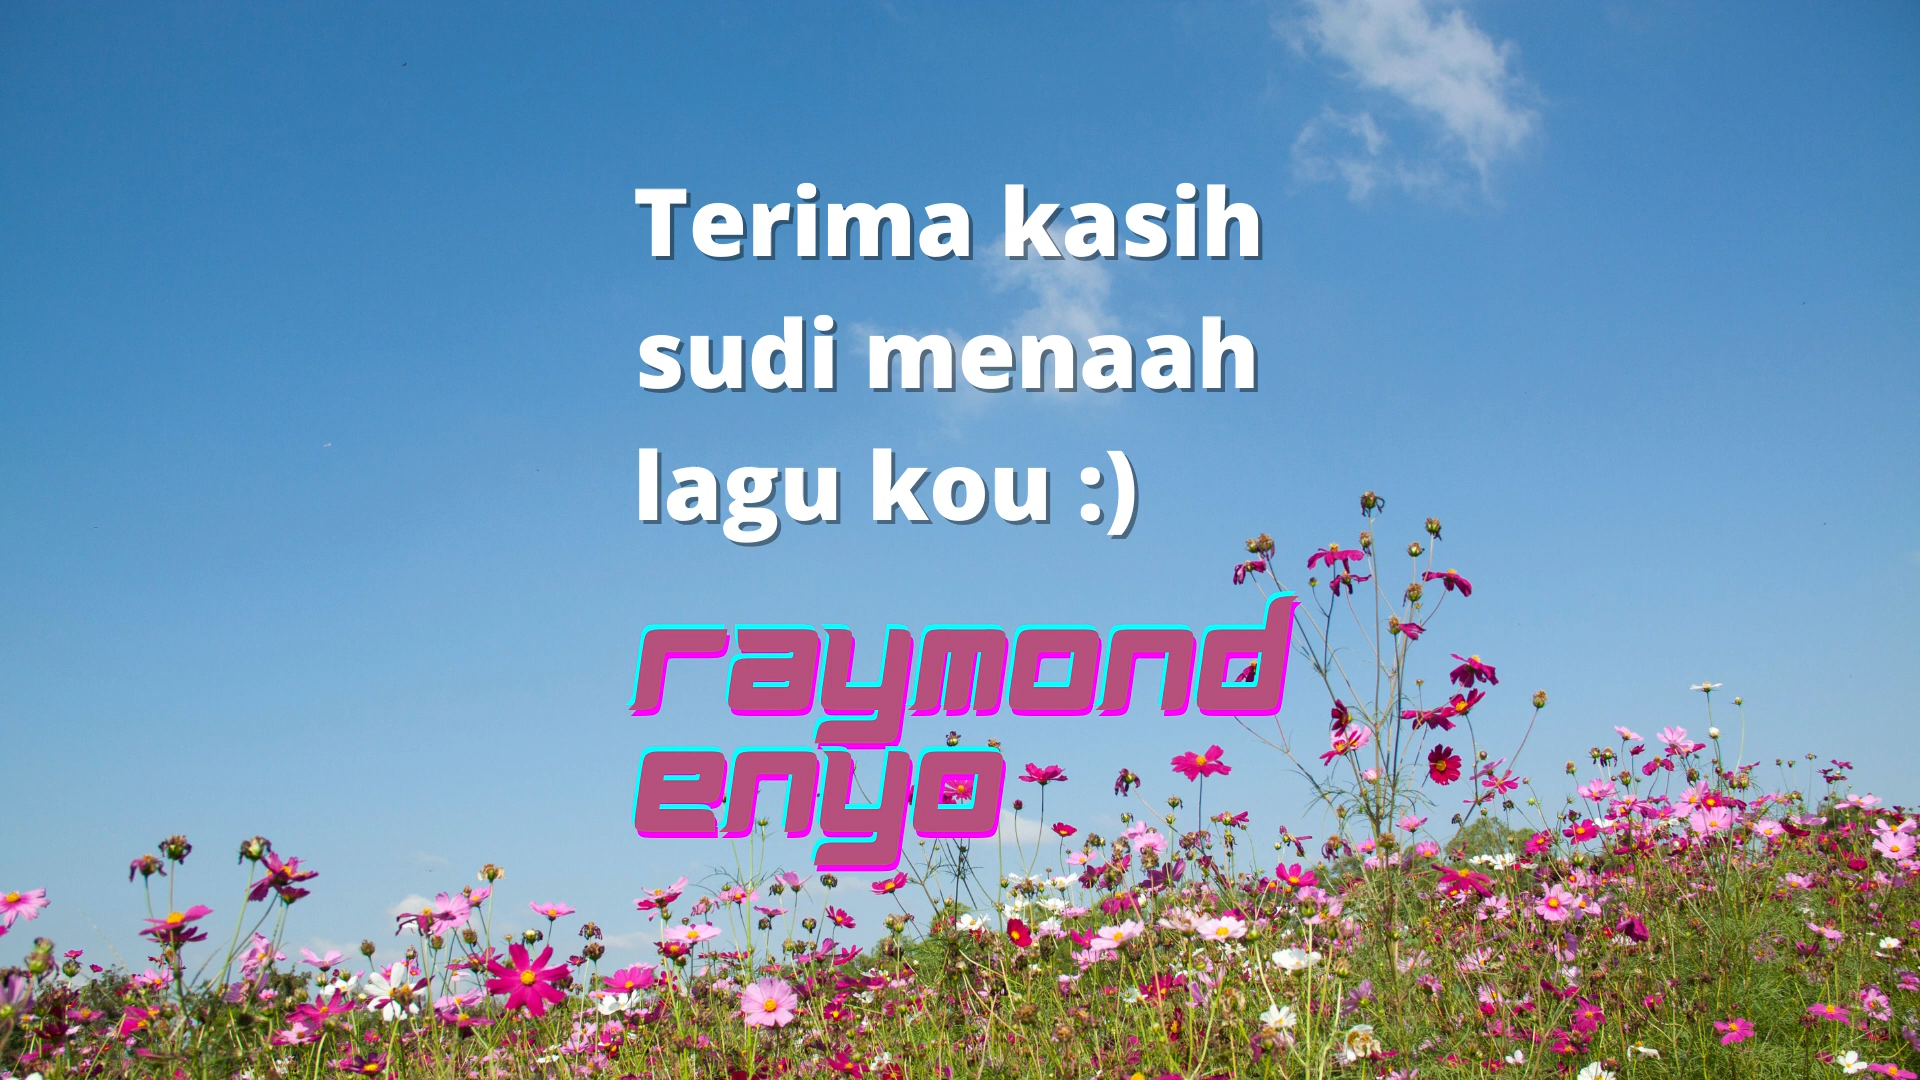 Terima kasih
sudi menaah
lagu kou :)
raymond
enyo